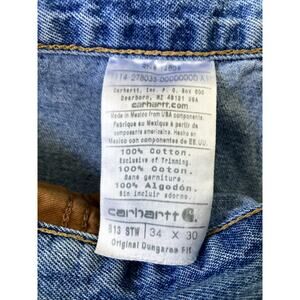 Carhartt, Inc. P.O. Box 600
Dearborn, MI 48121 USA
carhartt.com
Made in Mexico from USA components.
Fabriqué au Mexique à partir de
composants américains. Hecho en
Mexico con componentes de EE.UU.
100% Cotton.
Exclusive of Trimming.
100% Coton.
Sans garniture.
100% Algodón.
Sin incluir adorno.
carhartt
B13 STW 34 X 30
Original Dungaree Fit